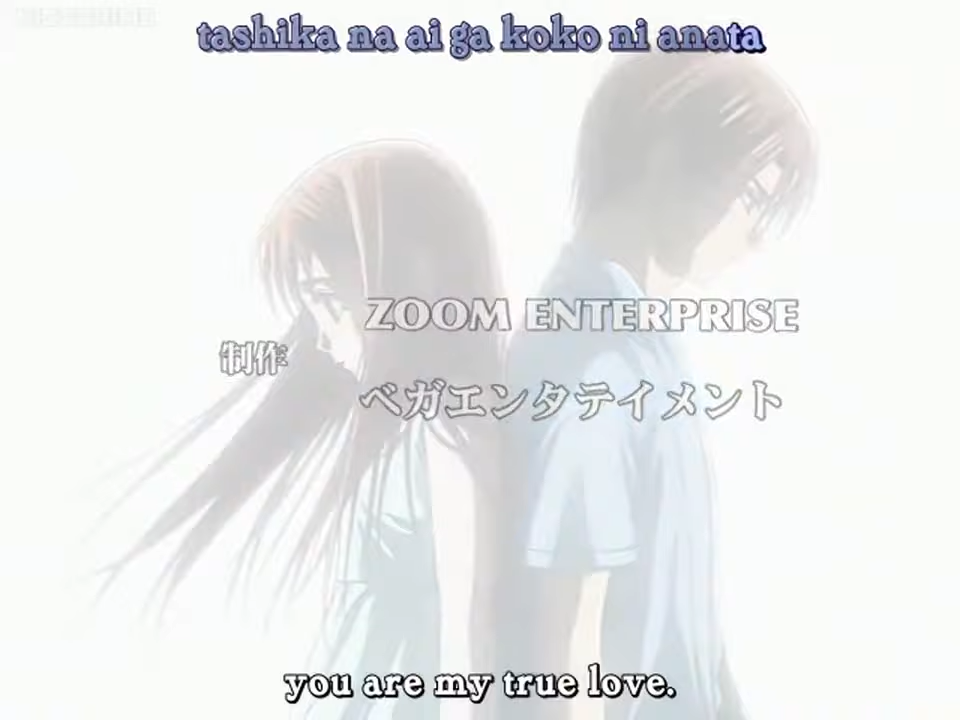 tashika na ai ga koko ni anata
ZOOM ENTERPRISE
制作
ベガエンタテイメント
you are my true love.